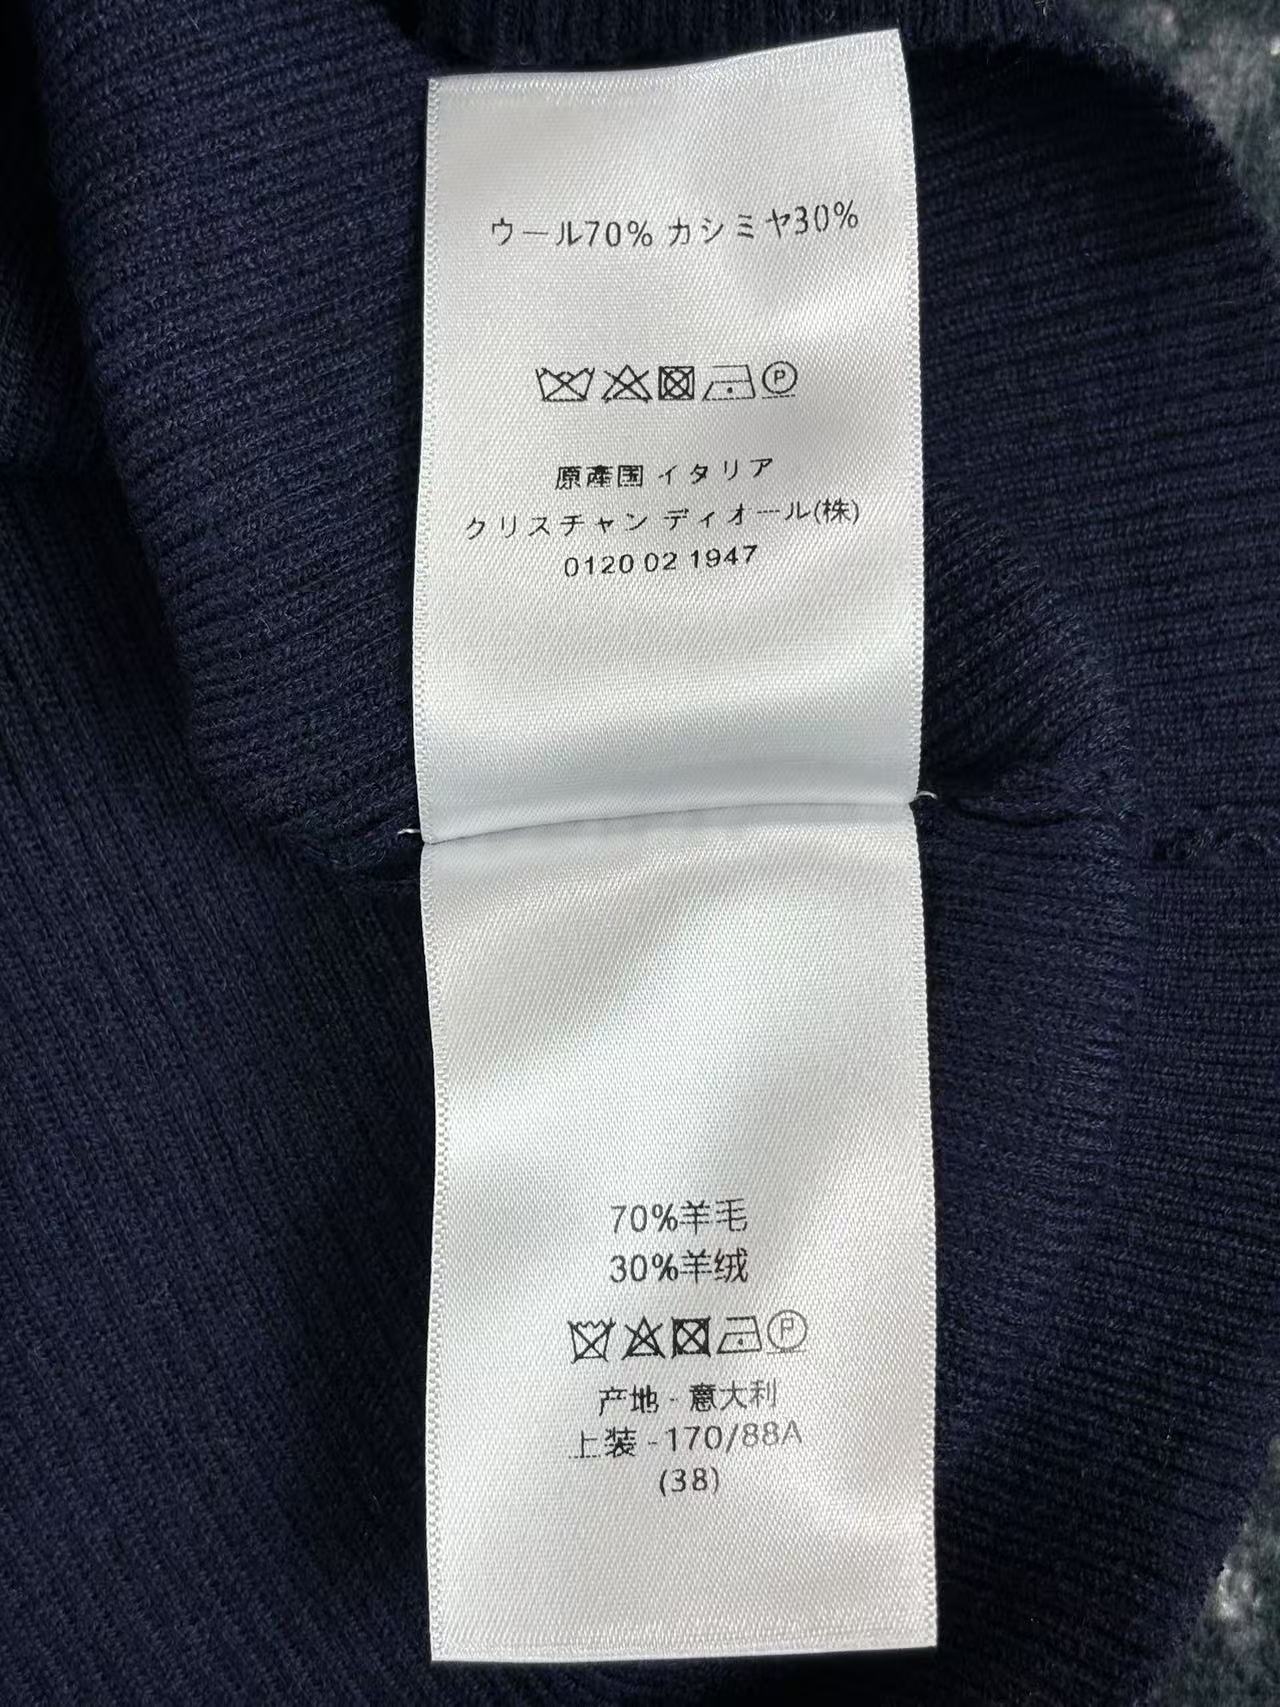 ウール70% カシミヤ30%
P
原産国 イタリア
クリスチャン ディオール(株)
0120 02 1947
70%羊毛
30%羊绒
P
产地 - 意大利
上装 - 170/88A
(38)